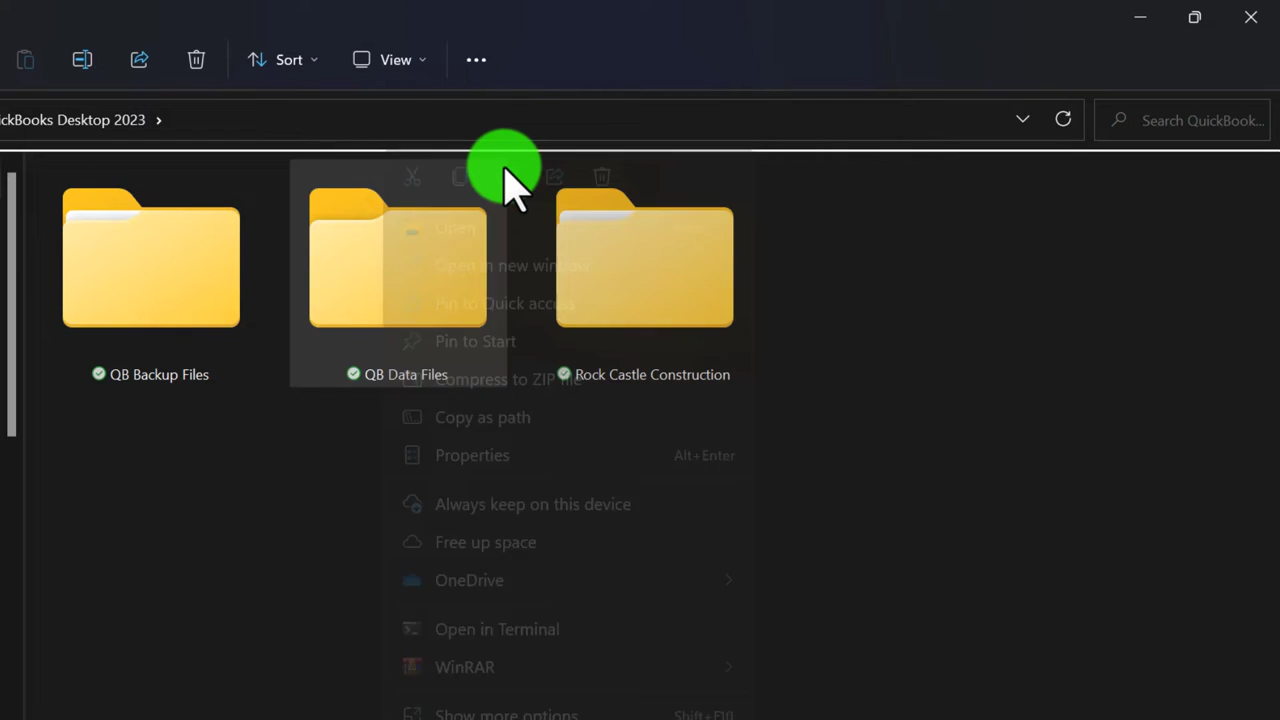 Sort
View
ckBooks Desktop 2023
Search QuickBook...
Open
Open in new window
Pin to Quick access
Pin to Start
Compress to ZIP file
QB Backup Files
QB Data Files
Rock Castle Construction
Copy as path
Properties Alt+Enter
Always keep on this device
Free up space
OneDrive
Open in Terminal
WinRAR
Show more options Shift+F10